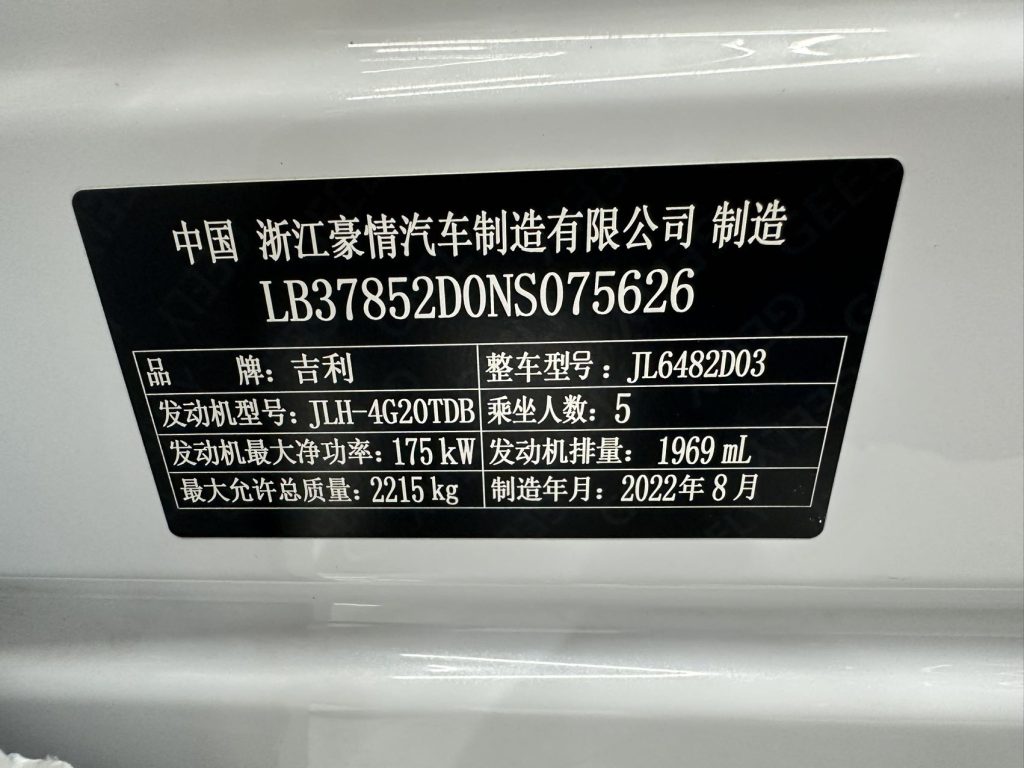 中国 浙江豪情汽车制造有限公司 制造
LB37852D0NS075626
品 牌：吉利 整车型号：JL6482D03
发动机型号：JLH-4G20TDB 乘坐人数：5
发动机最大净功率：175 kW 发动机排量：1969 mL
最大允许总质量：2215 kg 制造年月：2022年8月